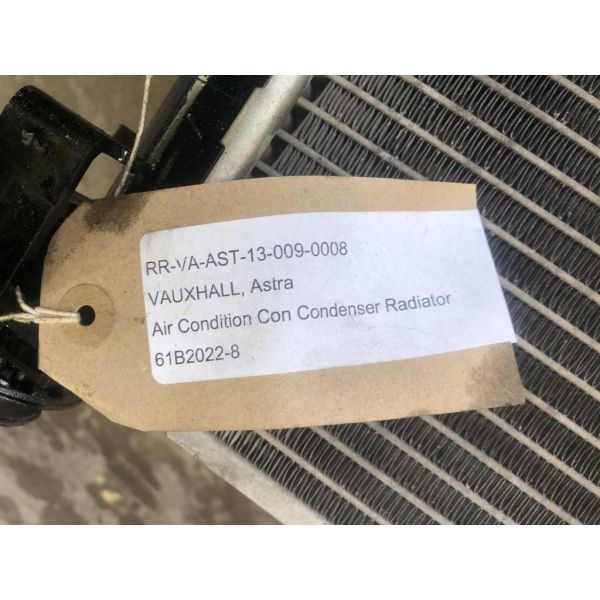 RR-VA-AST-13-009-0008
VAUXHALL, Astra
Air Condition Con Condenser Radiator
61B2022-8